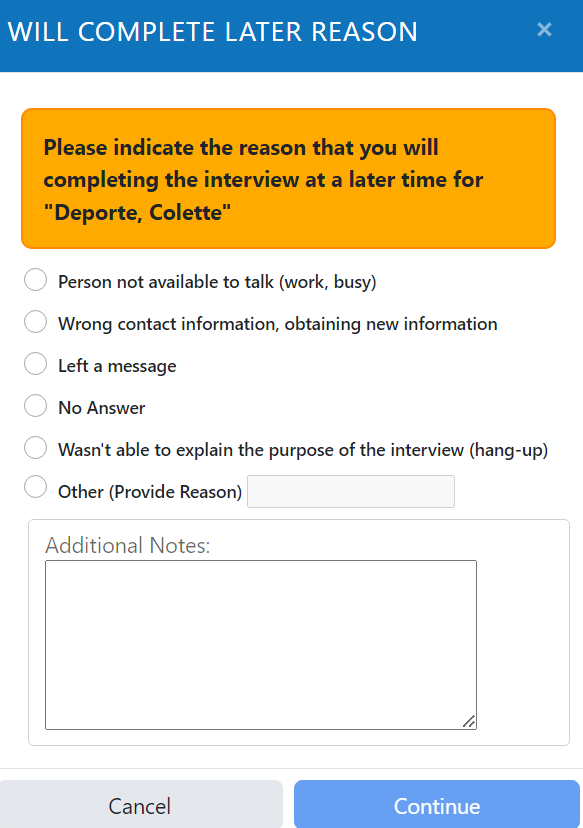 WILL COMPLETE LATER REASON ×
Please indicate the reason that you will
completing the interview at a later time for
"Deporte, Colette"
Person not available to talk (work, busy)
Wrong contact information, obtaining new information
Left a message
No Answer
Wasn't able to explain the purpose of the interview (hang-up)
Other (Provide Reason)
Additional Notes:
Cancel
Continue